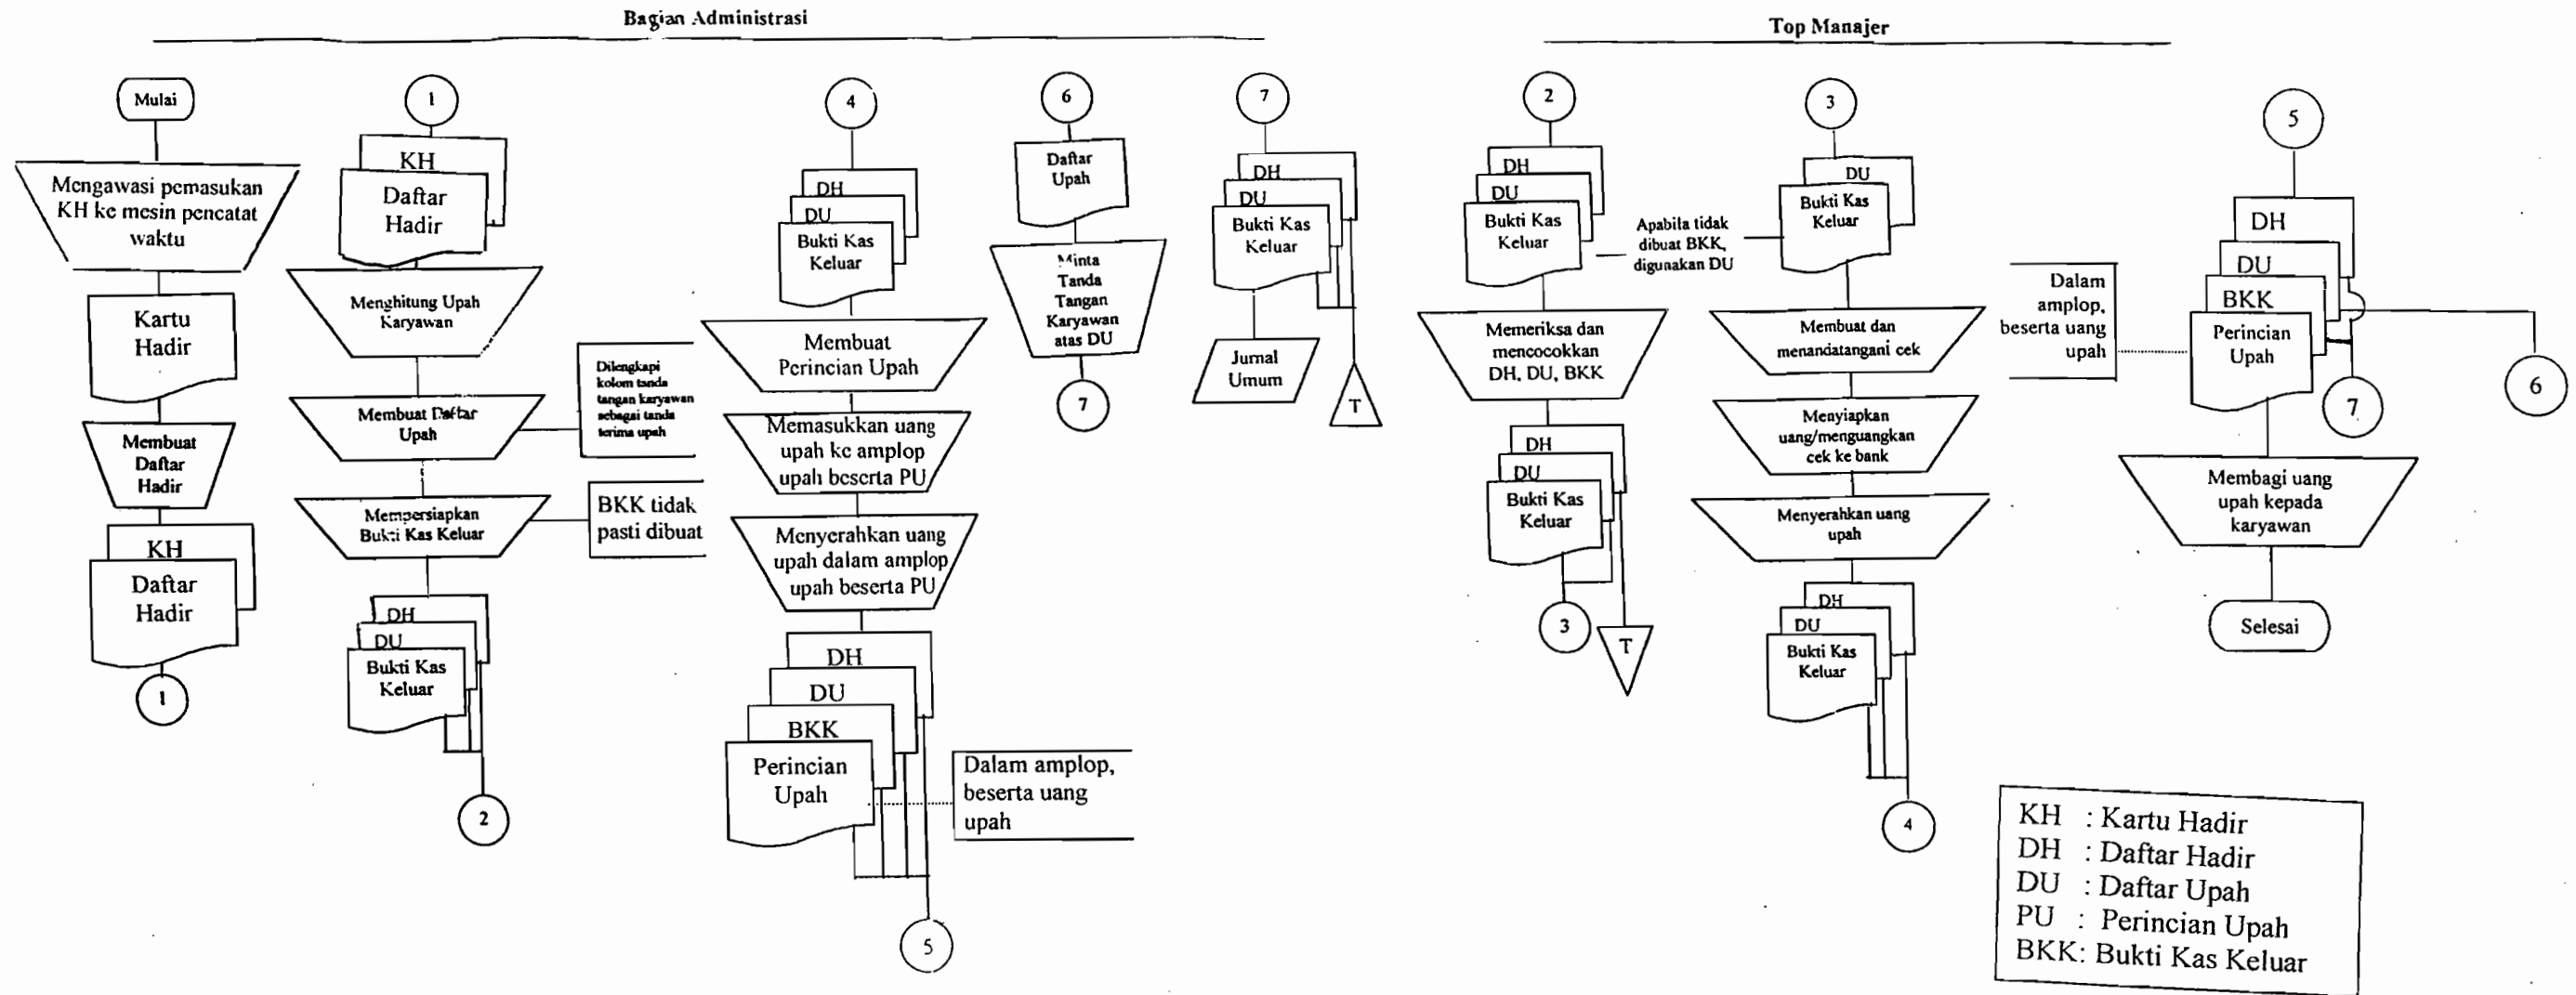 Bagian Administrasi
Mulai
Mengawasi pemasukan
KH ke mesin pencatat
waktu
Kartu
Hadir
Membuat
Daftar
Hadir
KH
Daftar
Hadir
1
1
KH
Daftar
Hadir
Menghitung Upah
Karyawan
Membuat Daftar
Upah
Dilengkapi
kolom tanda
tangan karyawan
sebagai tanda
terima upah
Mempersiapkan
Bukti Kas Keluar
BKK tidak
pasti dibuat
DH
DU
Bukti Kas
Keluar
2
4
DH
DU
Bukti Kas
Keluar
Membuat
Perincian Upah
Memasukkan uang
upah ke amplop
upah beserta PU
Menyerahkan uang
upah dalam amplop
upah beserta PU
DH
DU
BKK
Perincian
Upah
Dalam amplop,
beserta uang
upah
5
6
Daftar
Upah
Minta
Tanda
Tangan
Karyawan
atas DU
7
7
DH
DU
Bukti Kas
Keluar
Jurnal
Umum
T
Top Manajer
2
DH
DU
Bukti Kas
Keluar
Apabila tidak
dibuat BKK,
digunakan DU
Memeriksa dan
mencocokkan
DH, DU, BKK
DH
DU
Bukti Kas
Keluar
3
T
3
DU
Bukti Kas
Keluar
Membuat dan
menandatangani cek
Menyiapkan
uang/menguangkan
cek ke bank
Menyerahkan uang
upah
DH
DU
Bukti Kas
Keluar
4
5
DH
DU
BKK
Perincian
Upah
Dalam
amplop,
beserta uang
upah
7
6
Membagi uang
upah kepada
karyawan
Selesai
KH : Kartu Hadir
DH : Daftar Hadir
DU : Daftar Upah
PU : Perincian Upah
BKK: Bukti Kas Keluar